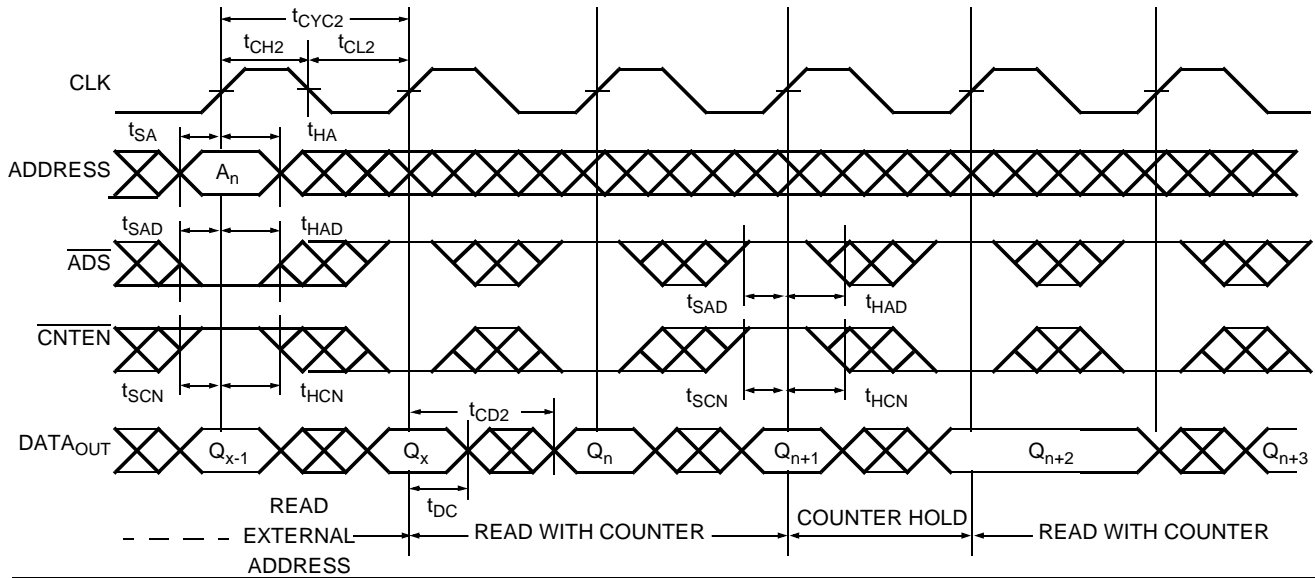 tCYC2
tCH2 tCL2
CLK
tSA tHA
ADDRESS An
tSAD tHAD
ADS
tSAD tHAD
CNTEN
tSCN tHCN tSCN tHCN
tCD2
DATAOUT Qx-1 Qx Qn Qn+1 Qn+2 Qn+3
tDC
READ
EXTERNAL
ADDRESS
READ WITH COUNTER COUNTER HOLD READ WITH COUNTER